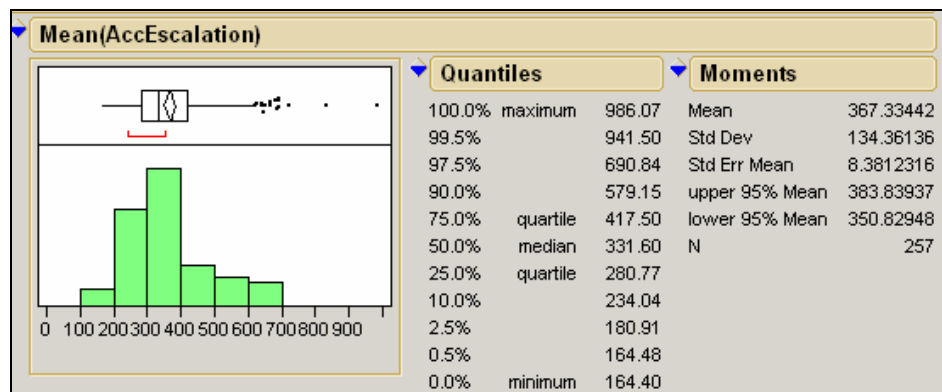 Mean(AccEscalation)
Quantiles
100.0% maximum 986.07
99.5% 941.50
97.5% 690.84
90.0% 579.15
75.0% quartile 417.50
50.0% median 331.60
25.0% quartile 280.77
10.0% 234.04
2.5% 180.91
0.5% 164.48
0.0% minimum 164.40
Moments
Mean 367.33442
Std Dev 134.36136
Std Err Mean 8.3812316
upper 95% Mean 383.83937
lower 95% Mean 350.82948
N 257
0 100 200 300 400 500 600 700 800 900